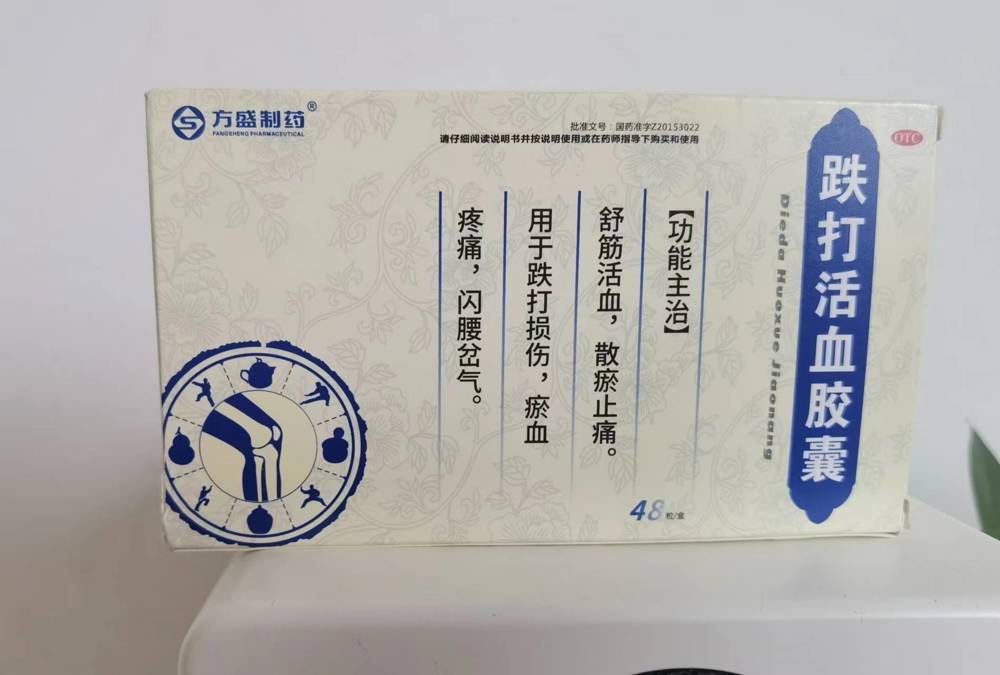 方盛制药®
FANGSHENG PHARMACEUTICAL
批准文号：国药准字Z20153022
请仔细阅读说明书并按说明使用或在药师指导下购买和使用
OTC
跌打活血胶囊
Dieda Huoxue Jiaonang
【功能主治】
舒筋活血，散瘀止痛。
用于跌打损伤，瘀血
疼痛，闪腰岔气。
48粒/盒